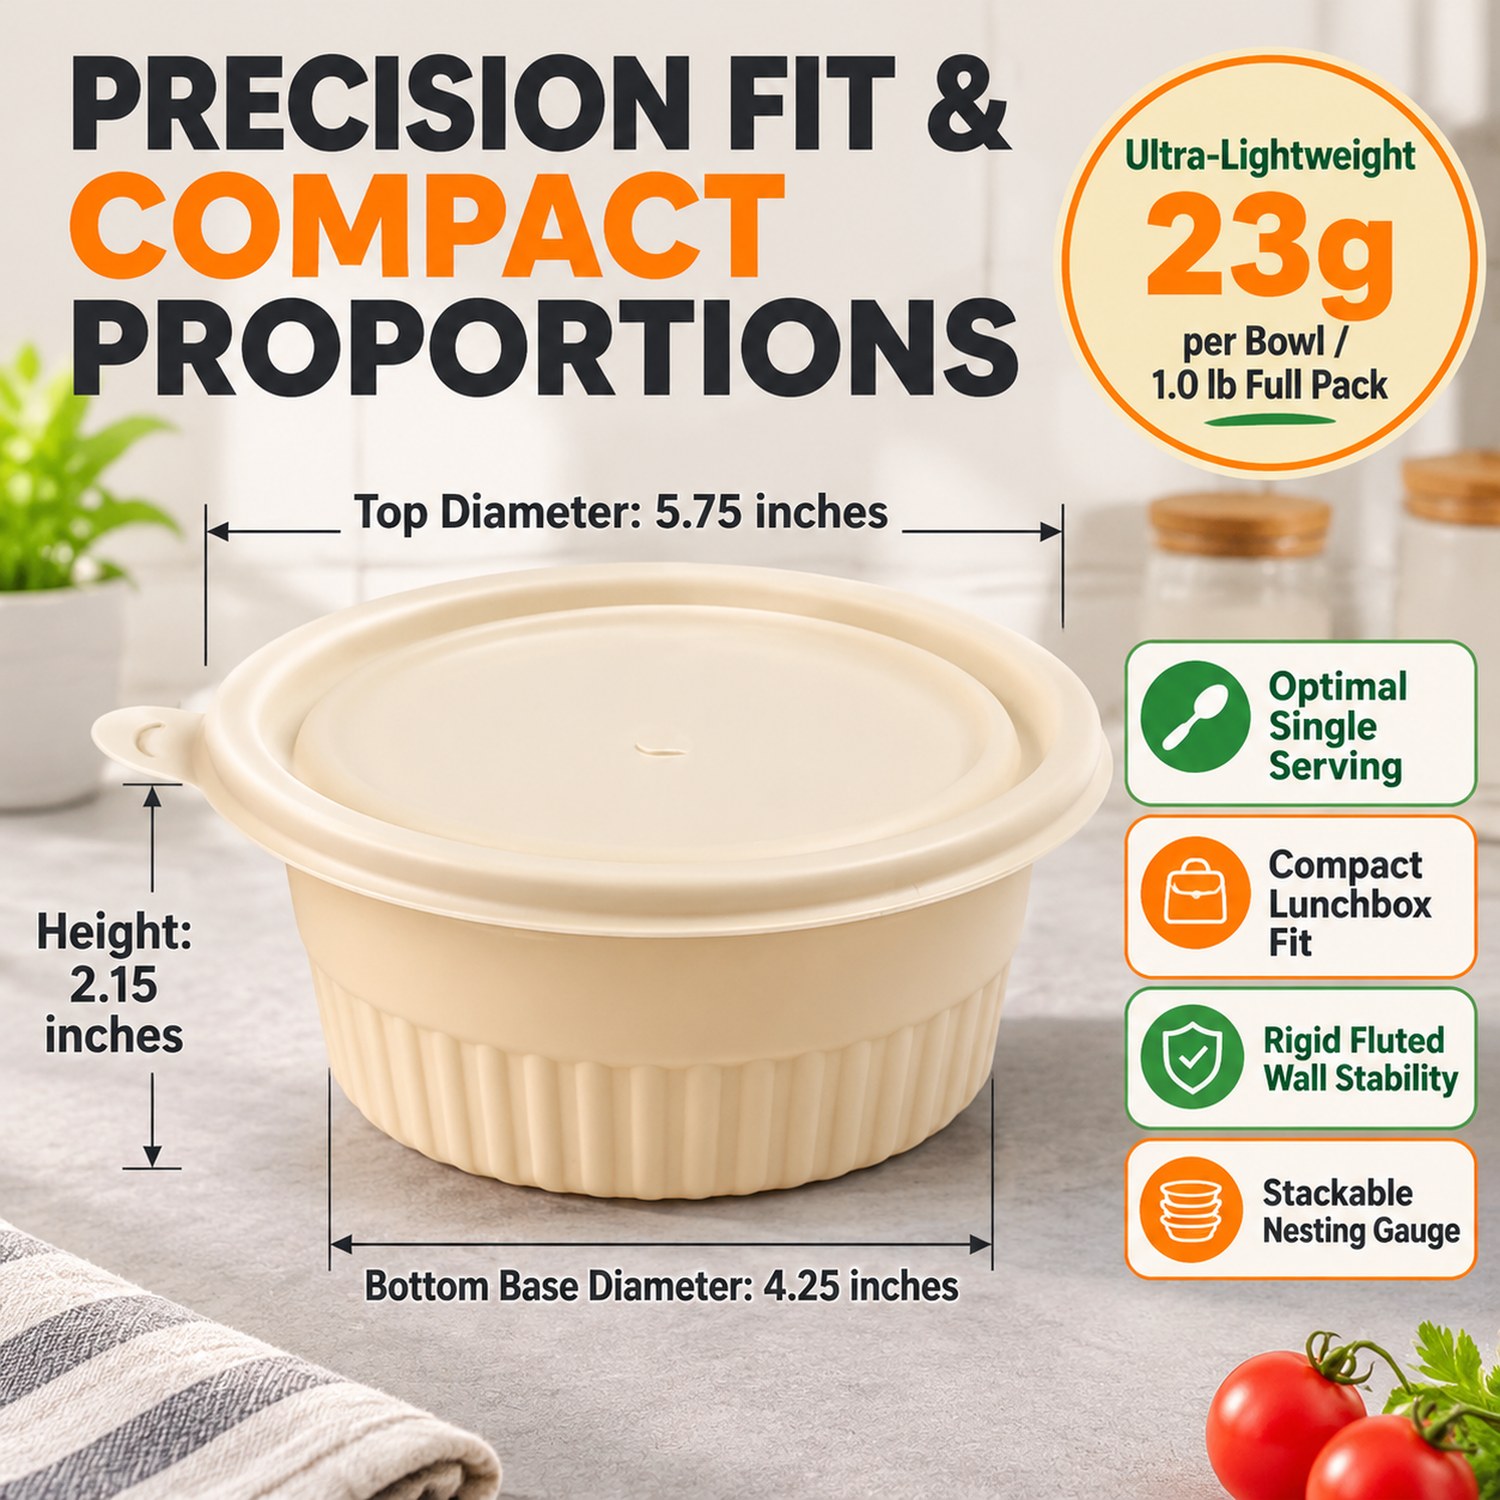 PRECISION FIT &
COMPACT
PROPORTIONS
Ultra-Lightweight
23g
per Bowl /
1.0 lb Full Pack
Top Diameter: 5.75 inches
Height:
2.15
inches
Bottom Base Diameter: 4.25 inches
Optimal
Single
Serving
Compact
Lunchbox
Fit
Rigid Fluted
Wall Stability
Stackable
Nesting Gauge